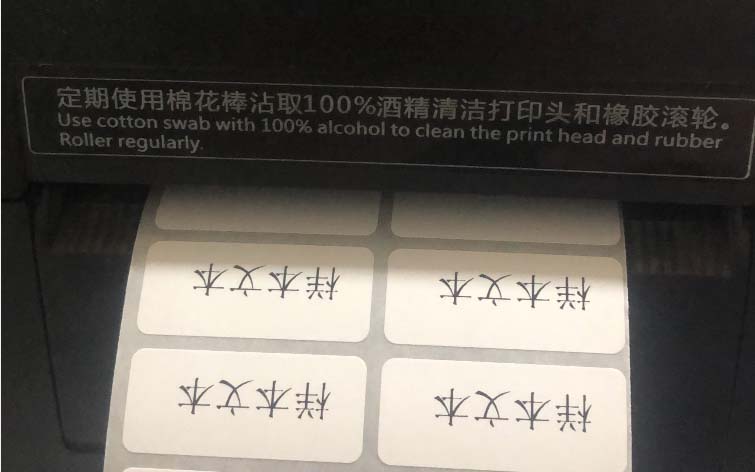 定期使用棉花棒沾取100%酒精清洁打印头和橡胶滚轮。
Use cotton swab with 100% alcohol to clean the print head and rubber
Roller regularly.
样本文本
样本文本
样本文本
样本文本